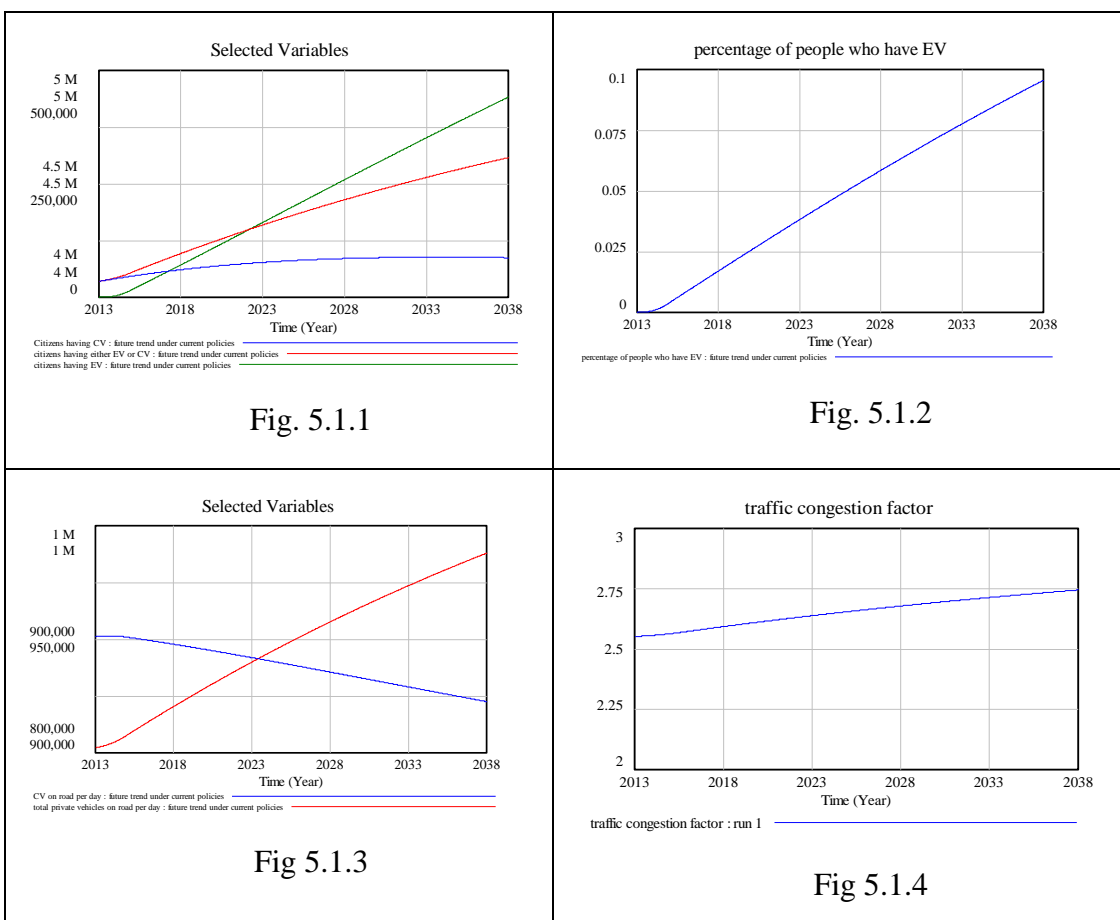 Selected Variables
5 M
5 M
500,000
4.5 M
4.5 M
250,000
4 M
4 M
0
2013 2018 2023 2028 2033 2038
Time (Year)
Citizens having CV : future trend under current policies
citizens having either EV or CV : future trend under current policies
citizens having EV : future trend under current policies
Fig. 5.1.1
percentage of people who have EV
0.1
0.075
0.05
0.025
0
2013 2018 2023 2028 2033 2038
Time (Year)
percentage of people who have EV : future trend under current policies
Fig. 5.1.2
Selected Variables
1 M
1 M
900,000
950,000
800,000
900,000
2013 2018 2023 2028 2033 2038
Time (Year)
CV on road per day : future trend under current policies
total private vehicles on road per day : future trend under current policies
Fig 5.1.3
traffic congestion factor
3
2.75
2.5
2.25
2
2013 2018 2023 2028 2033 2038
Time (Year)
traffic congestion factor : run 1
Fig 5.1.4